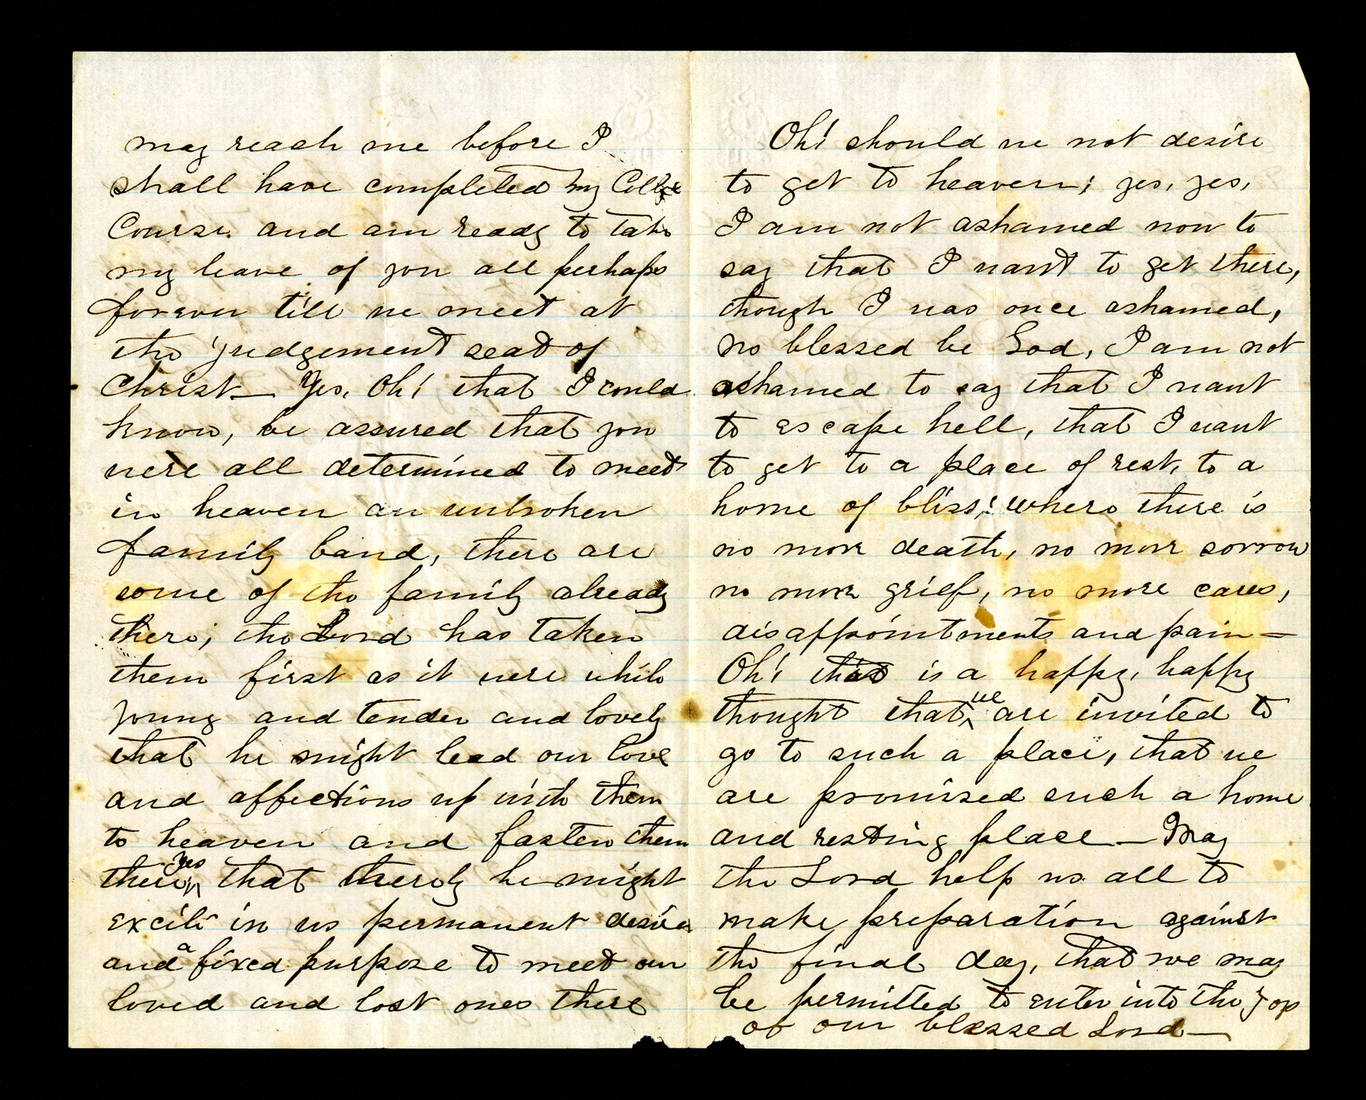 may reach me before I
shall have completed my College
Course. and am ready to take
my leave of you all perhaps
forever till we meet at
the judgement seat of
Christ — Yes, Oh! that I could
know, be assured that you
were all determined to meet
in heaven an unbroken
family band, there are
some of the family already
there; the Lord has taken
them first as it were while
young and tender and lovely
that he might lead our love
and affections up with them
to heaven and fasten them
there, Yes that thereby he might
excite in us permanent desires
and a fixed purpose to meet our
loved and lost ones there
Oh! should we not desire
to get to heaven; yes, yes,
I am not ashamed now to
say that I want to get there,
though I was once ashamed,
no blessed be God, I am not
ashamed to say that I want
to escape hell, that I want
to get to a place of rest, to a
home of bliss; where there is
no more death, no more sorrow
no more grief, no more cares,
disappointments and pain —
Oh! this is a happy, happy
thought that we are invited to
go to such a place, that we
are promised such a home
and resting place — May
the Lord help us all to
make preparation against
the final day, that we may
be permitted to enter into the joys
of our blessed Lord —